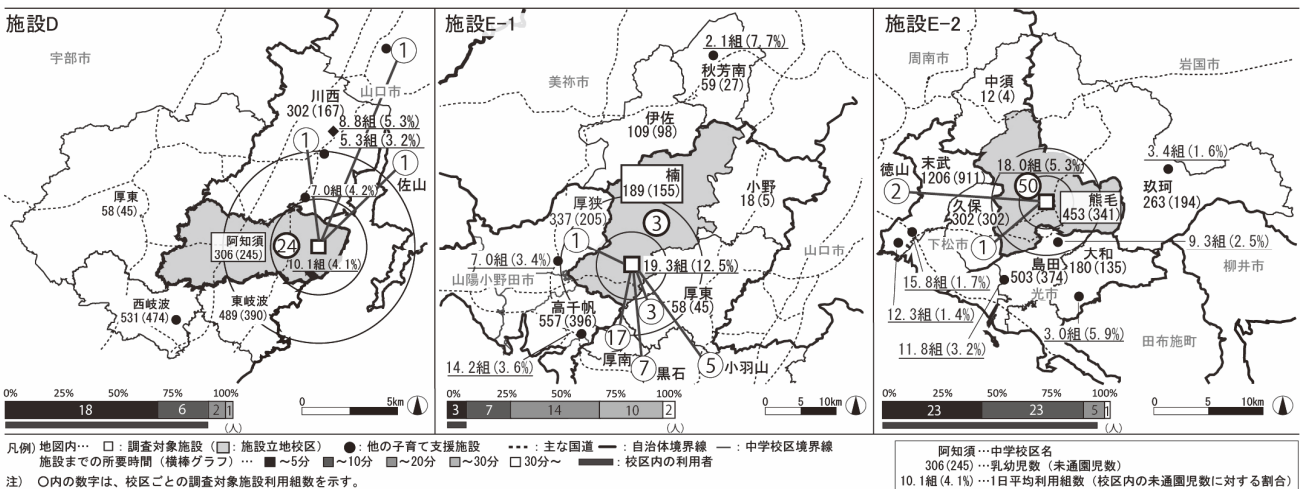 施設D
宇部市
①
川西
山口市
302(167)
8.8組(5.3%)
①
5.3組(3.2%)
①
厚東
58(45)
7.0組(4.2%)
佐山
阿知須
306(245)
24
10.1組(4.1%)
西岐波
531(474)
東岐波
489(390)
0% 25% 50% 75% 100%
18 6 2 1
(人)
0 5km
施設E-1
2.1組(7.7%)
秋芳南
59(27)
美祢市
伊佐
109(98)
楠
189(155)
小野
18(5)
厚狭
337(205)
③
①
山口市
7.0組(3.4%)
19.3組(12.5%)
山陽小野田市
厚東
58(45)
高千帆
557(396)
③
⑰
厚南
14.2組(3.6%)
⑦
黒石
⑤
小羽山
0% 25% 50% 75% 100%
3 7 14 10 2
(人)
0 5 10km
施設E-2
周南市
岩国市
中須
12(4)
末武
1206(911)
18.0組(5.3%)
3.4組(1.6%)
徳山
②
㊿
久保
302(302)
熊毛
453(341)
玖珂
263(194)
①
下松市
9.3組(2.5%)
島田
503(374)
大和
180(135)
柳井市
15.8組(1.7%)
光市
12.3組(1.4%)
3.0組(5.9%)
田布施町
11.8組(3.2%)
0% 25% 50% 75% 100%
23 23 5 1
(人)
0 5 10km
凡例) 地図内… □:調査対象施設(□:施設立地校区) ●:他の子育て支援施設 :主な国道 :自治体境界線 :中学校区境界線
施設までの所要時間(横棒グラフ)… ■~5分 ■~10分 ■~20分 ■~30分 □30分~ :校区内の利用者
注) ○内の数字は、校区ごとの調査対象施設利用組数を示す。
阿知須…中学校区名
306(245)…乳幼児数(未通園児数)
10.1組(4.1%)…1日平均利用組数(校区内の未通園児数に対する割合)